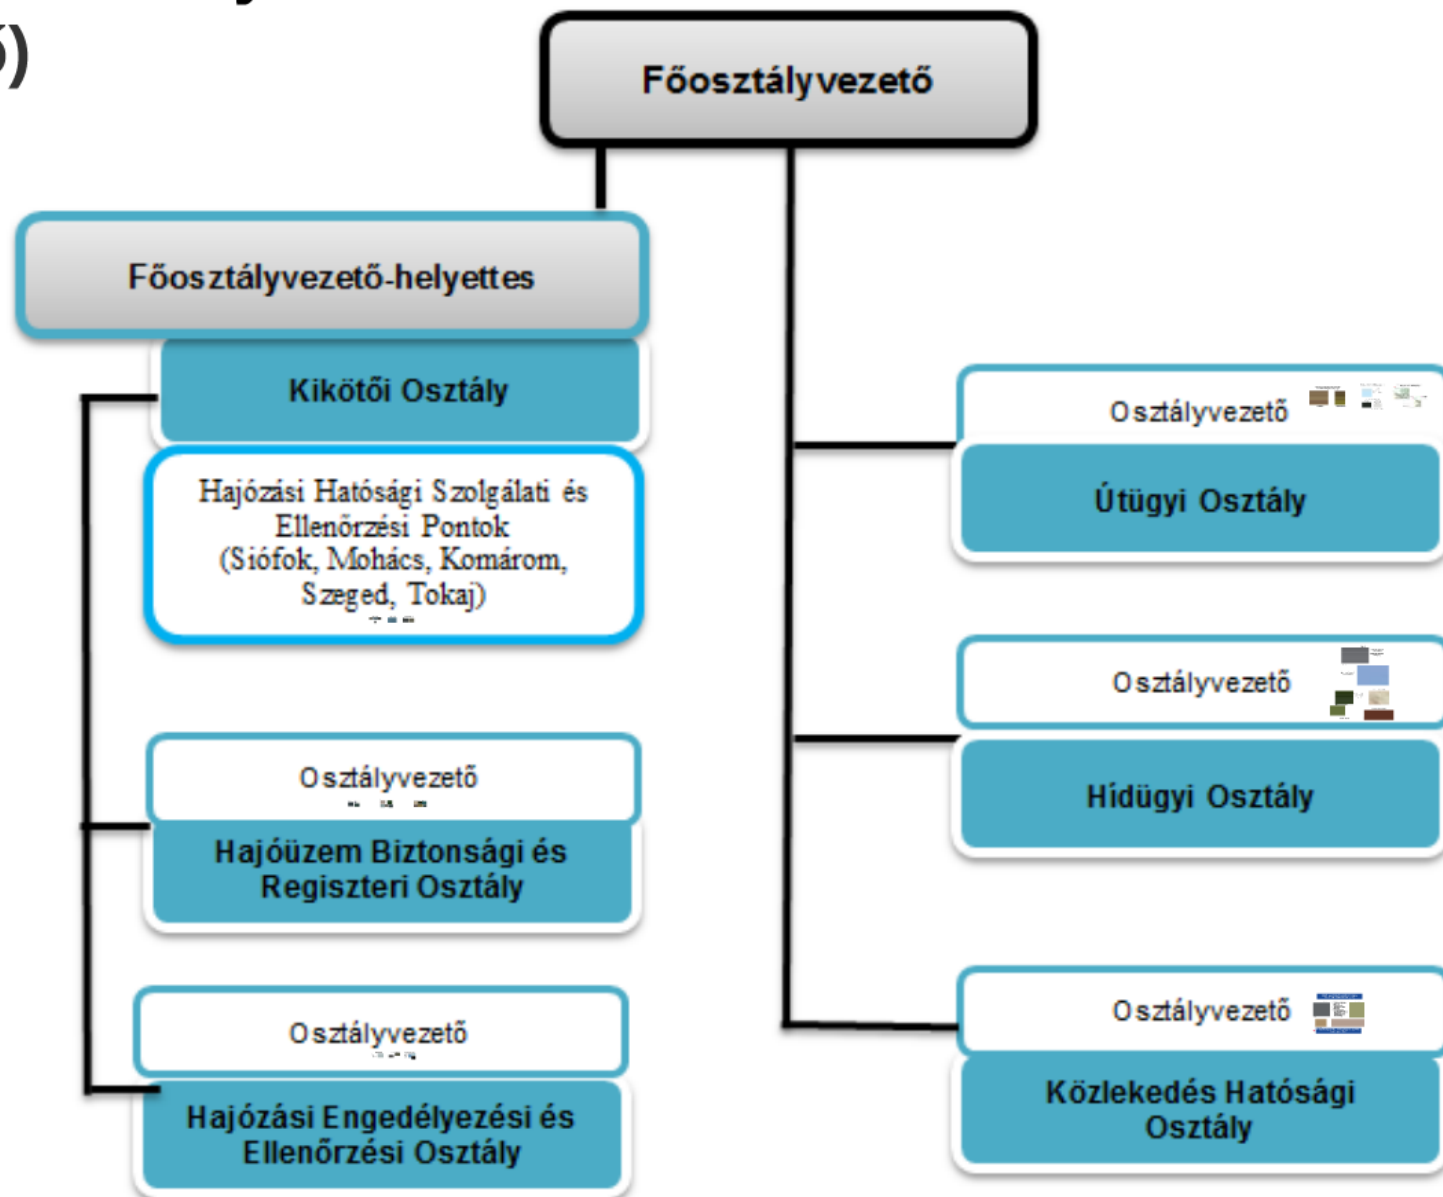 ő)
Főosztályvezető
Főosztályvezető-helyettes
Kikötői Osztály
Hajózási Hatósági Szolgálati és
Ellenőrzési Pontok
(Siófok, Mohács, Komárom,
Szeged, Tokaj)
Osztályvezető
Hajóüzem Biztonsági és
Regiszteri Osztály
Osztályvezető
Hajózási Engedélyezési és
Ellenőrzési Osztály
Osztályvezető
Útügyi Osztály
Osztályvezető
Hídügyi Osztály
Osztályvezető
Közlekedés Hatósági
Osztály